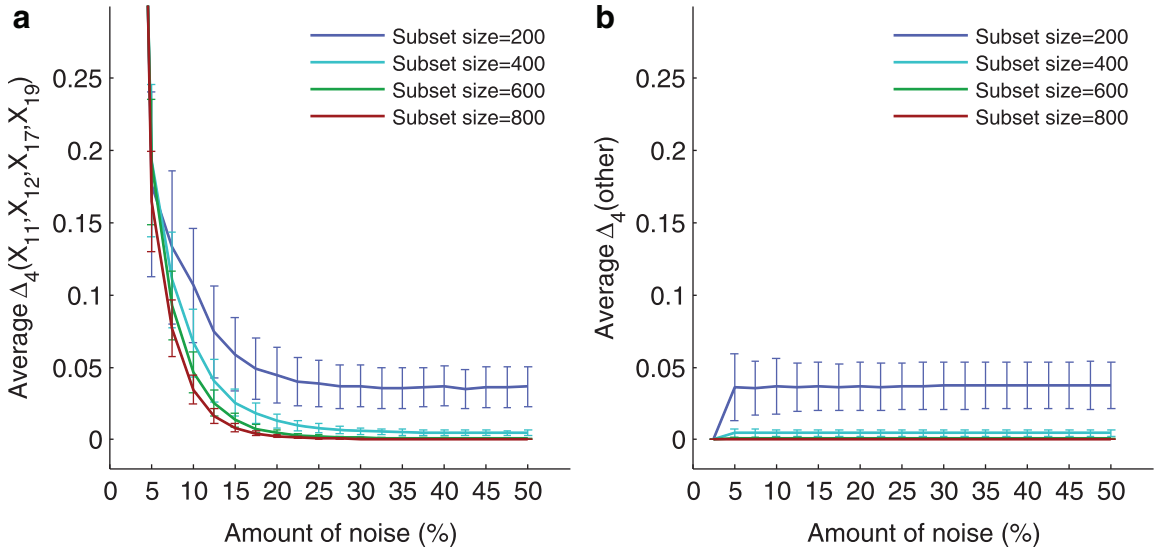 a
Subset size=200
Subset size=400
Subset size=600
Subset size=800
Average Δ4(X11,X12,X17,X19)
0.25
0.2
0.15
0.1
0.05
0
0 5 10 15 20 25 30 35 40 45 50
Amount of noise (%)
b
Subset size=200
Subset size=400
Subset size=600
Subset size=800
Average Δ4(other)
0.25
0.2
0.15
0.1
0.05
0
0 5 10 15 20 25 30 35 40 45 50
Amount of noise (%)